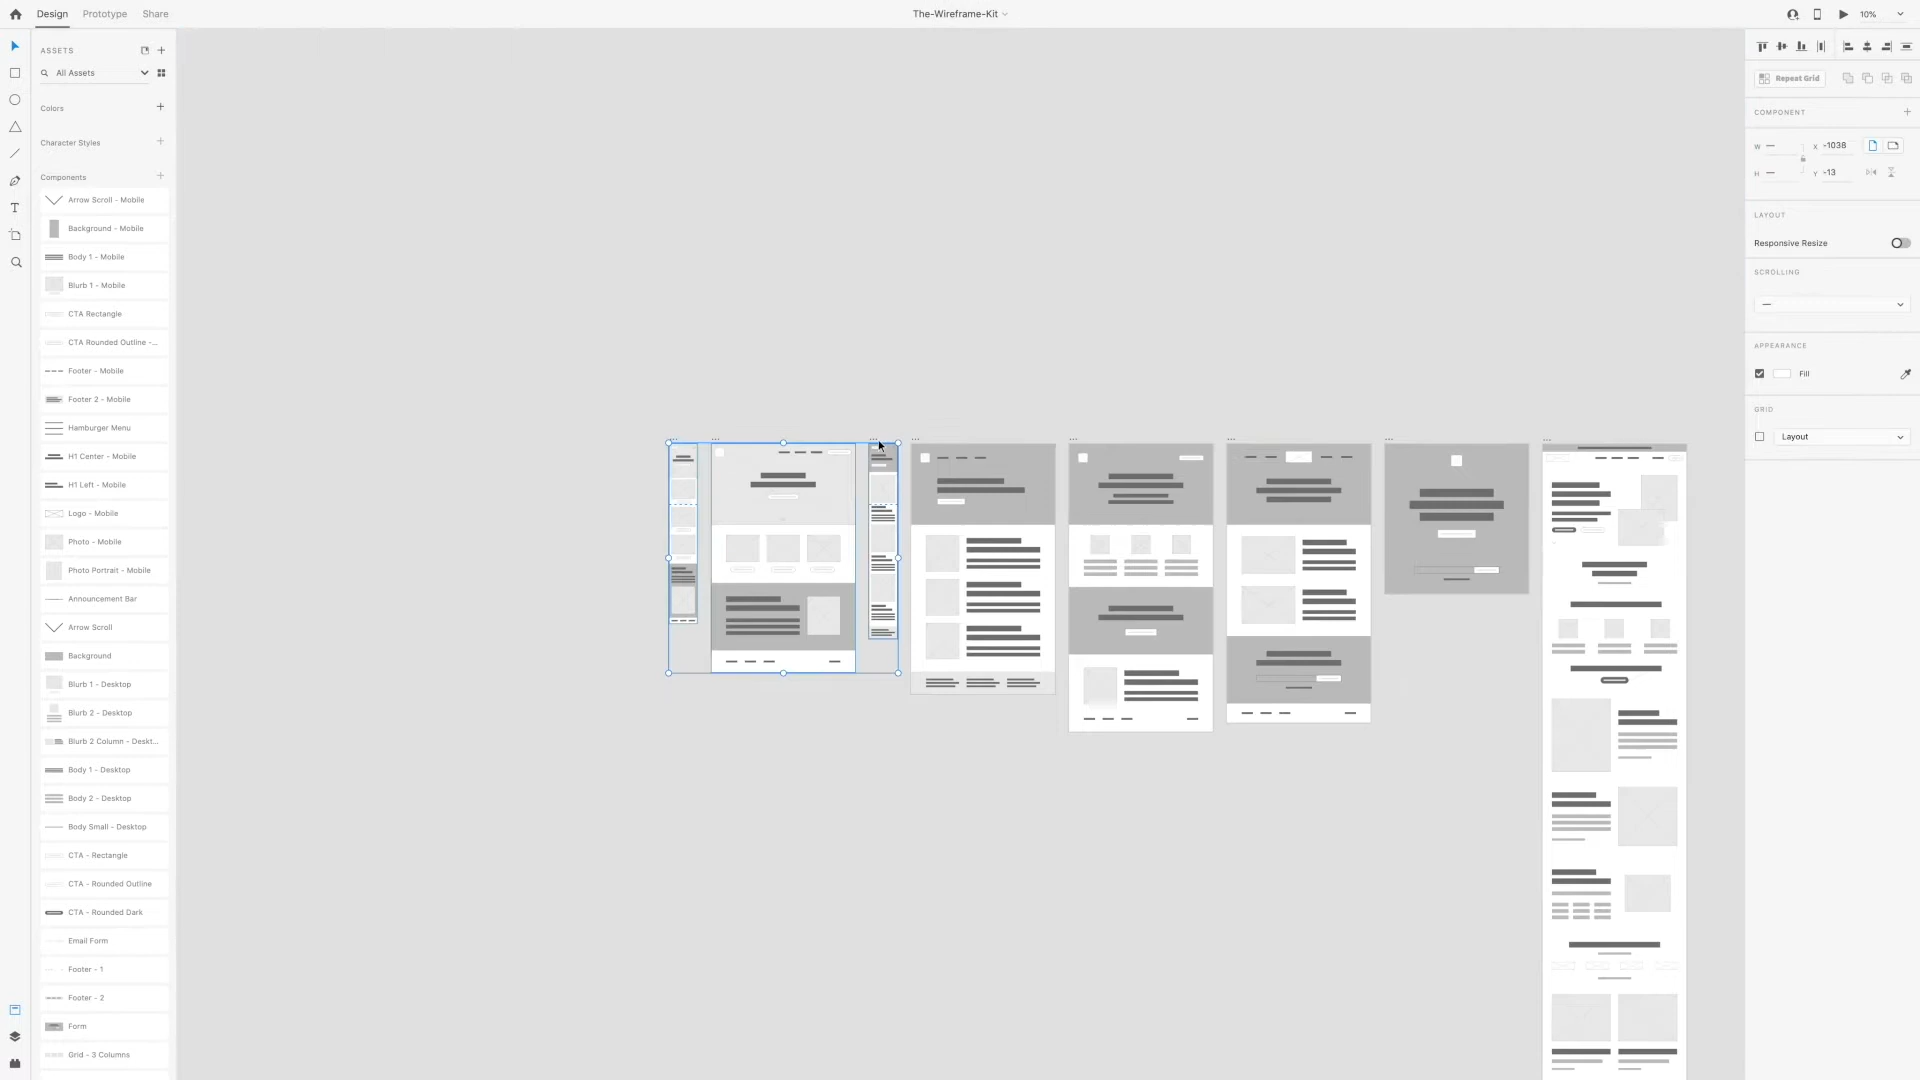 Design Prototype Share The-Wireframe-Kit 10%
ASSETS
All Assets
Colors
Character Styles
Components
Arrow Scroll - Mobile
Background - Mobile
Body 1 - Mobile
Blurb 1 - Mobile
CTA Rectangle
CTA Rounded Outline -...
Footer - Mobile
Footer 2 - Mobile
Hamburger Menu
H1 Center - Mobile
H1 Left - Mobile
Logo - Mobile
Photo - Mobile
Photo Portrait - Mobile
Announcement Bar
Arrow Scroll
Background
Blurb 1 - Desktop
Blurb 2 - Desktop
Blurb 2 Column - Deskt...
Body 1 - Desktop
Body 2 - Desktop
Body Small - Desktop
CTA - Rectangle
CTA - Rounded Outline
CTA - Rounded Dark
Email Form
Footer - 1
Footer - 2
Form
Grid - 3 Columns
Repeat Grid
COMPONENT
W — X -1038
H — Y -13
LAYOUT
Responsive Resize
SCROLLING
—
APPEARANCE
Fill
GRID
Layout